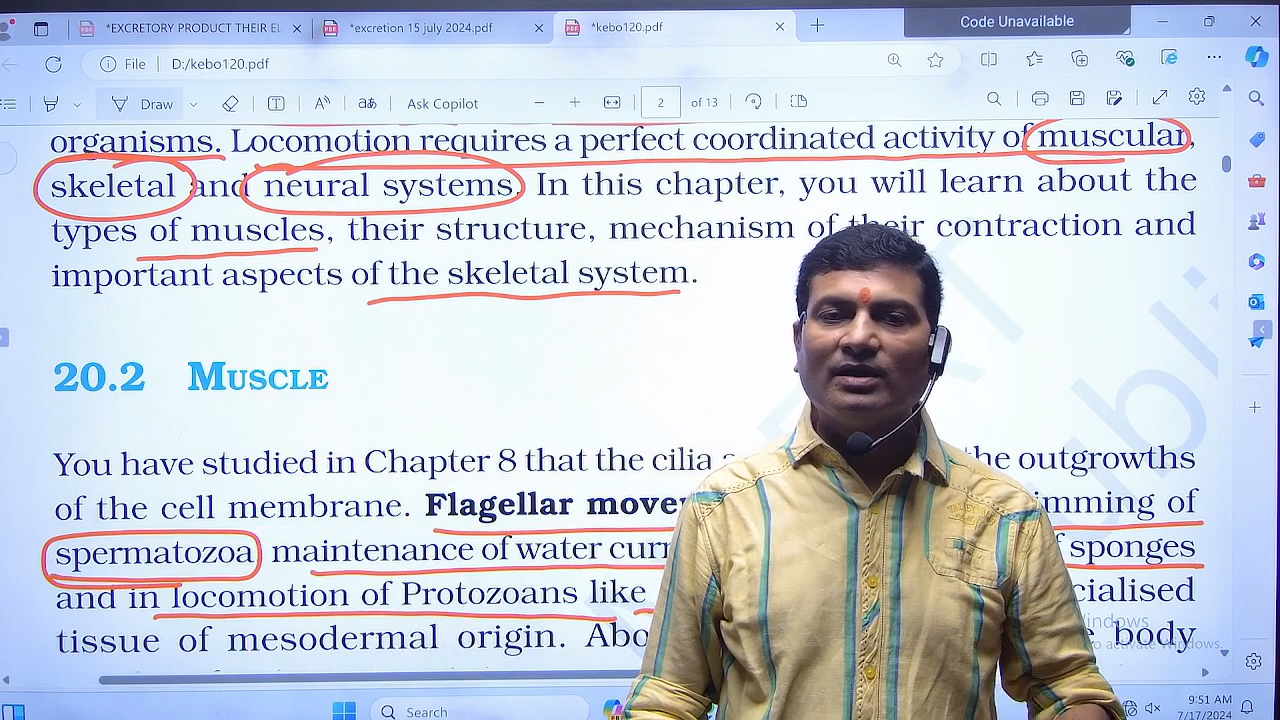 *EXCRETORY PRODUCT THEIR EL
*excretion 15 july 2024.pdf
*kebo120.pdf
Code Unavailable
File D:/kebo120.pdf
Draw
Ask Copilot
2 of 13
organisms. Locomotion requires a perfect coordinated activity of muscular,
skeletal and neural systems. In this chapter, you will learn about the
types of muscles, their structure, mechanism of their contraction and
important aspects of the skeletal system.
20.2 MUSCLE
You have studied in Chapter 8 that the cilia the outgrowths
of the cell membrane. Flagellar of
spermatozoa maintenance of water of sponges
and in locomotion of Protozoans like
tissue of mesodermal origin. body
Search
9:51 AM
7/17/2024